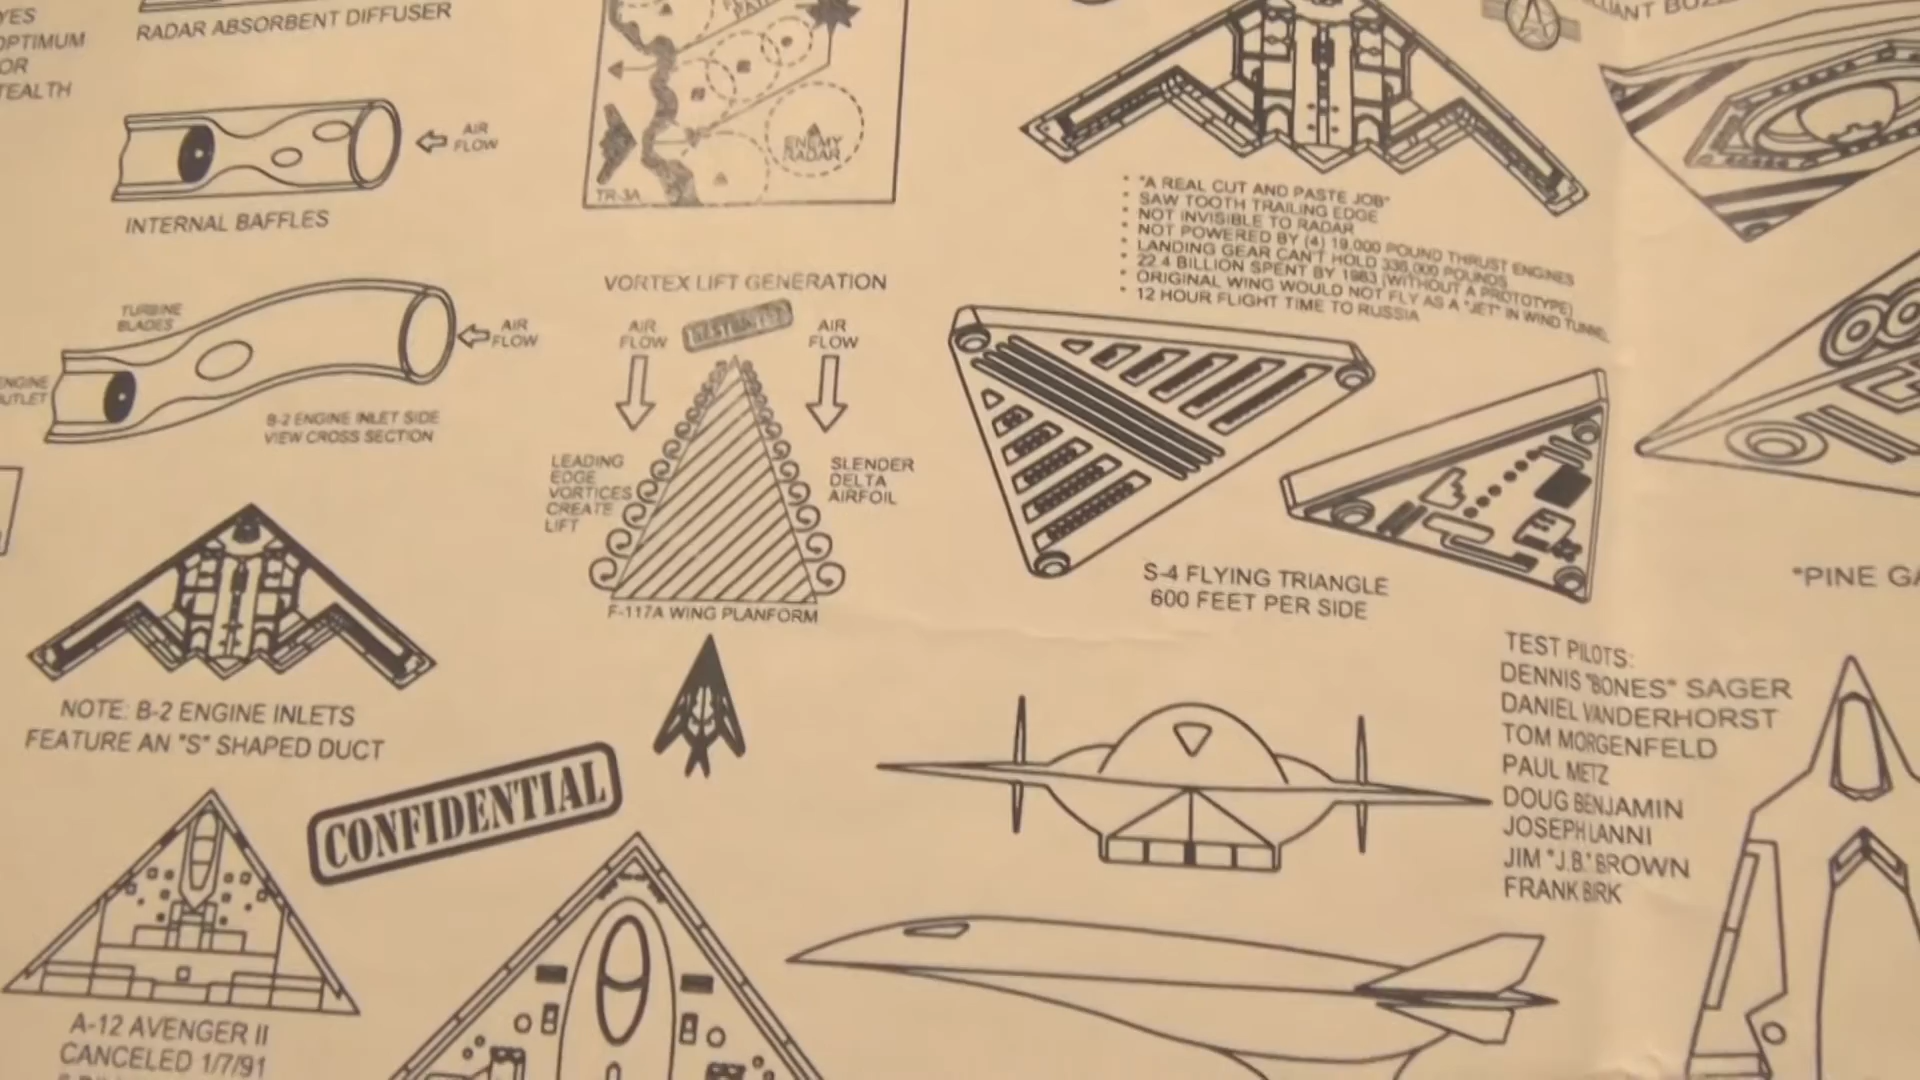 YES
OPTIMUM
OR
TEALTH
RADAR ABSORBENT DIFFUSER
AIR
FLOW
INTERNAL BAFFLES
TURBINE
BLADES
AIR
FLOW
ENGINE
OUTLET
B-2 ENGINE INLET SIDE
VIEW CROSS SECTION
NOTE: B-2 ENGINE INLETS
FEATURE AN "S" SHAPED DUCT
A-12 AVENGER II
CANCELED 1/7/91
CONFIDENTIAL
ENEMY
RADAR
TR-3A
VORTEX LIFT GENERATION
AIR
FLOW
AIR
FLOW
LEADING
EDGE
VORTICES
CREATE
LIFT
SLENDER
DELTA
AIRFOIL
F-117A WING PLANFORM
* "A REAL CUT AND PASTE JOB"
* SAW TOOTH TRAILING EDGE
* NOT INVISIBLE TO RADAR
* NOT POWERED BY (4) 19,000 POUND THRUST ENGINES
* LANDING GEAR CAN'T HOLD 336,000 POUNDS
* 22.4 BILLION SPENT BY 1983 (WITHOUT A PROTOTYPE)
* ORIGINAL WING WOULD NOT FLY AS A "JET" IN WIND TUNNE
* 12 HOUR FLIGHT TIME TO RUSSIA
S-4 FLYING TRIANGLE
600 FEET PER SIDE
"PINE GA
TEST PILOTS:
DENNIS "BONES" SAGER
DANIEL VANDERHORST
TOM MORGENFELD
PAUL METZ
DOUG BENJAMIN
JOSEPH LANNI
JIM "J.B." BROWN
FRANK BIRK